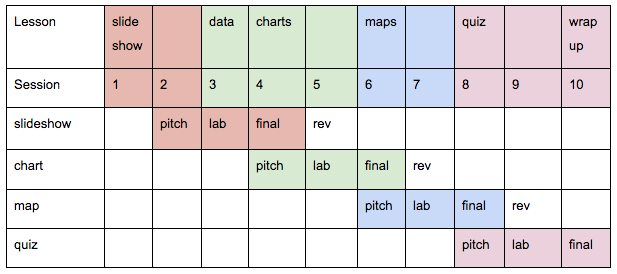 Lesson slide data charts maps quiz wrap
show up
Session 1 2 3 4 5 6 7 8 9 10
slideshow pitch lab final rev
chart pitch lab final rev
map pitch lab final rev
quiz pitch lab final